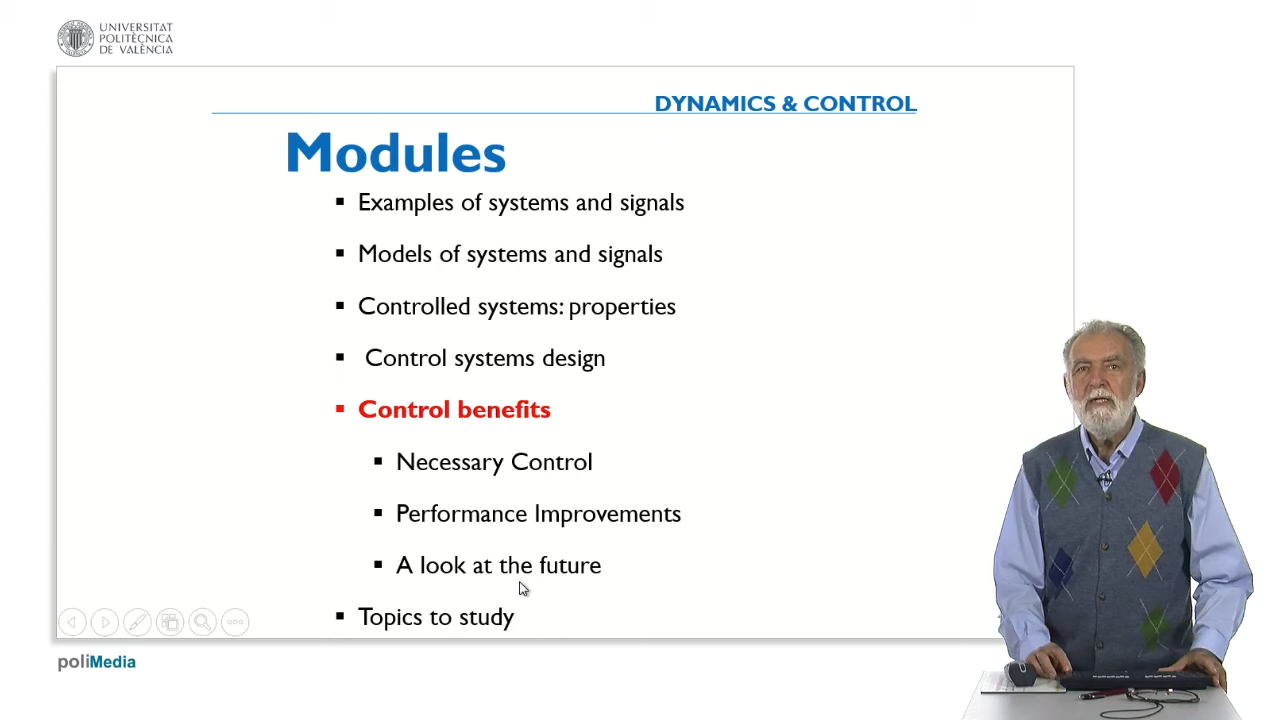 UNIVERSITAT
POLITÈCNICA
DE VALÈNCIA
DYNAMICS & CONTROL
Modules
▪ Examples of systems and signals
▪ Models of systems and signals
▪ Controlled systems: properties
▪ Control systems design
▪ Control benefits
▪ Necessary Control
▪ Performance Improvements
▪ A look at the future
▪ Topics to study
poliMedia